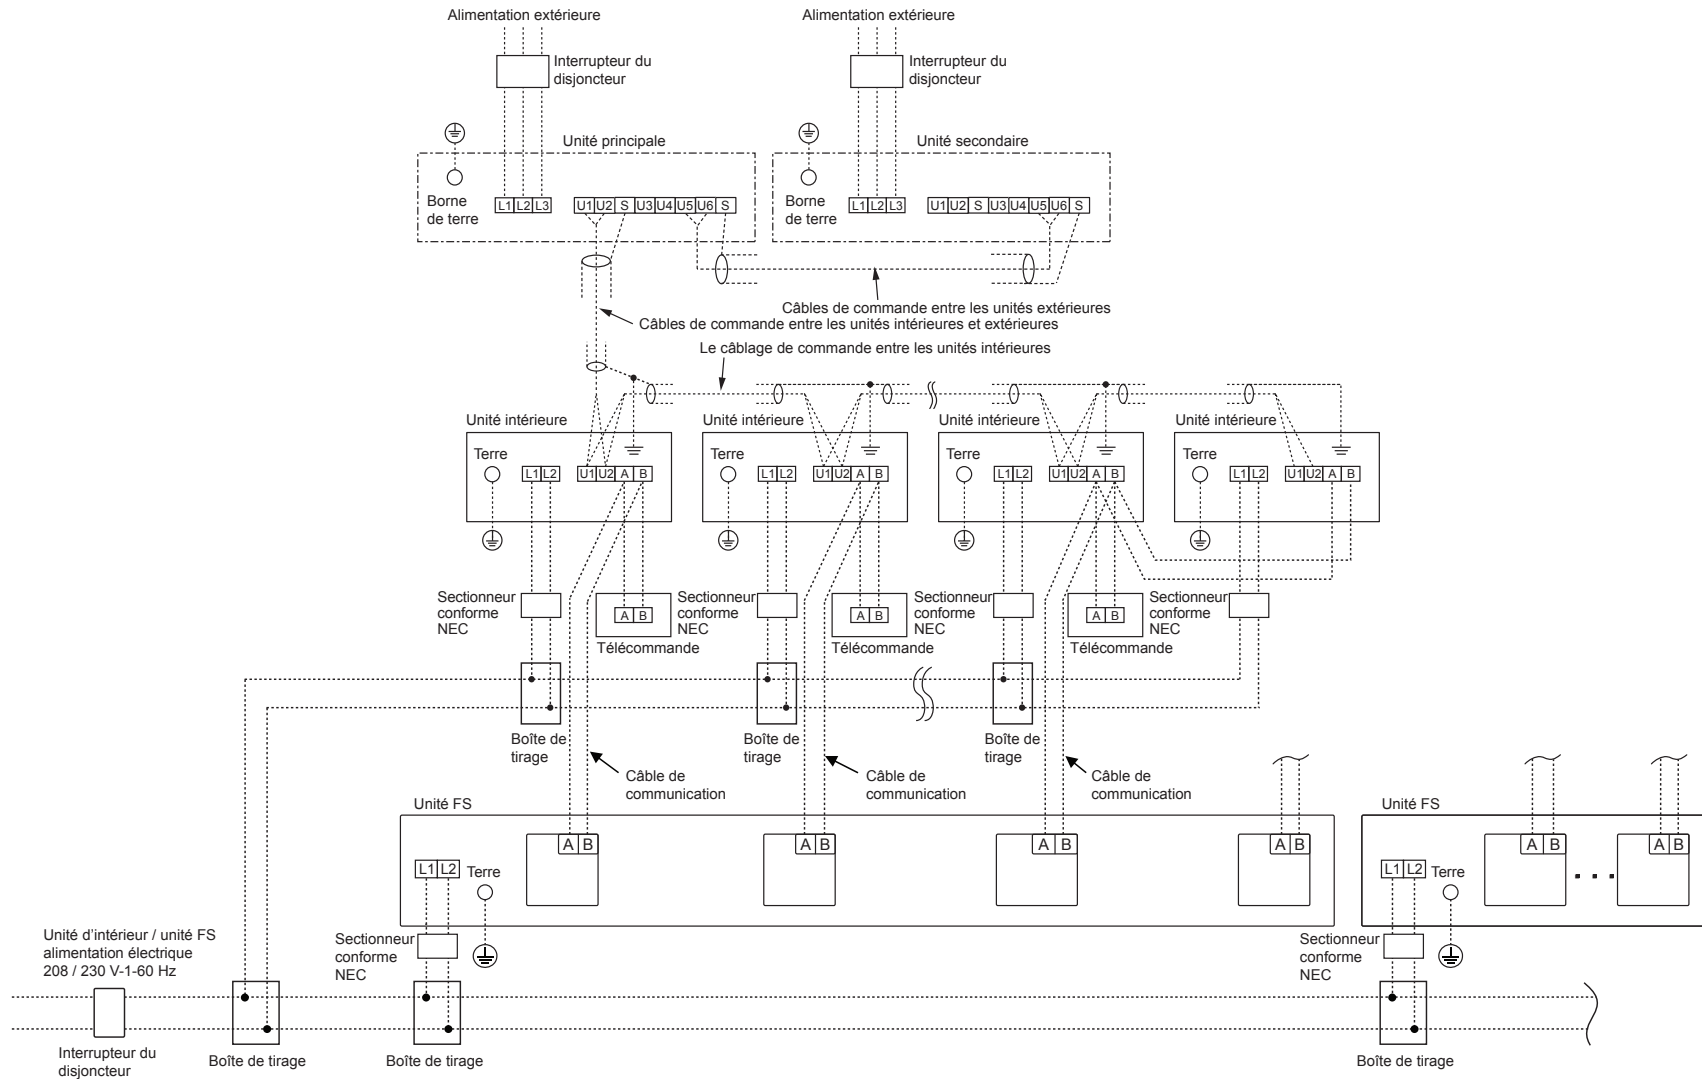 Alimentation extérieure
Alimentation extérieure
Interrupteur du
disjoncteur
Interrupteur du
disjoncteur
Unité principale
Unité secondaire
Borne
de terre
L1 L2 L3
U1 U2 S U3 U4 U5 U6 S
Borne
de terre
L1 L2 L3
U1 U2 S U3 U4 U5 U6 S
Câbles de commande entre les unités extérieures
Câbles de commande entre les unités intérieures et extérieures
Le câblage de commande entre les unités intérieures
Unité intérieure
Unité intérieure
Unité intérieure
Unité intérieure
Terre
L1 L2
U1 U2 A B
Terre
L1 L2
U1 U2 A B
Terre
L1 L2
U1 U2 A B
Terre
L1 L2
U1 U2 A B
Sectionneur
conforme
NEC
A B
Télécommande
Sectionneur
conforme
NEC
A B
Télécommande
Sectionneur
conforme
NEC
A B
Télécommande
Sectionneur
conforme
NEC
Boîte de
tirage
Boîte de
tirage
Boîte de
tirage
Câble de
communication
Câble de
communication
Câble de
communication
Unité FS
Unité FS
A B
A B
A B
A B
A B
A B
L1 L2
Terre
L1 L2
Terre
Unité d'intérieur / unité FS
alimentation électrique
208 / 230 V-1-60 Hz
Sectionneur
conforme
NEC
Sectionneur
conforme
NEC
Interrupteur du
disjoncteur
Boîte de tirage
Boîte de tirage
Boîte de tirage